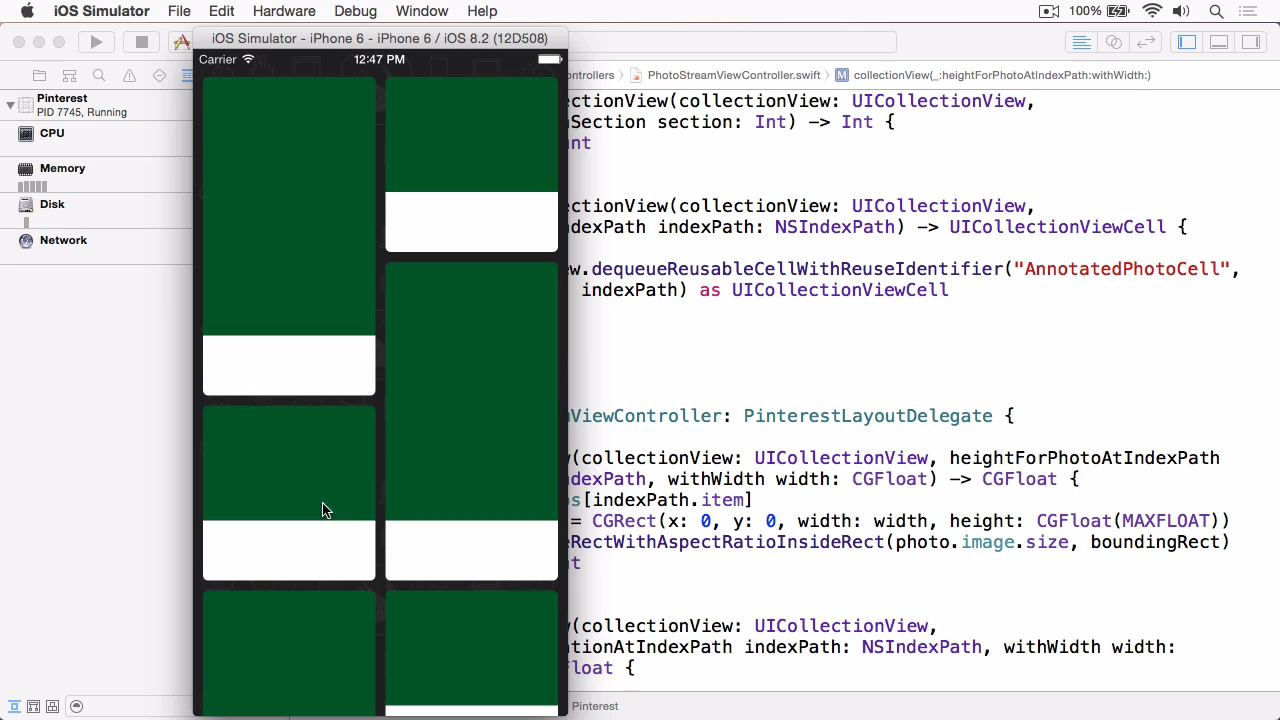 iOS Simulator File Edit Hardware Debug Window Help 100%
iOS Simulator - iPhone 6 - iPhone 6 / iOS 8.2 (12D508)
Carrier 12:47 PM
ontrollers PhotoStreamViewController.swift M collectionView(_:heightForPhotoAtIndexPath:withWidth:)
Pinterest
PID 7745, Running
CPU
Memory
Disk
Network
ectionView(collectionView: UICollectionView,
Section section: Int) -> Int {
nt
ectionView(collectionView: UICollectionView,
dexPath indexPath: NSIndexPath) -> UICollectionViewCell {
w.dequeueReusableCellWithReuseIdentifier("AnnotatedPhotoCell",
indexPath) as UICollectionViewCell
ViewController: PinterestLayoutDelegate {
(collectionView: UICollectionView, heightForPhotoAtIndexPath
dexPath, withWidth width: CGFloat) -> CGFloat {
s[indexPath.item]
= CGRect(x: 0, y: 0, width: width, height: CGFloat(MAXFLOAT))
RectWithAspectRatioInsideRect(photo.image.size, boundingRect)
t
(collectionView: UICollectionView,
tionAtIndexPath indexPath: NSIndexPath, withWidth width:
Float {
Pinterest